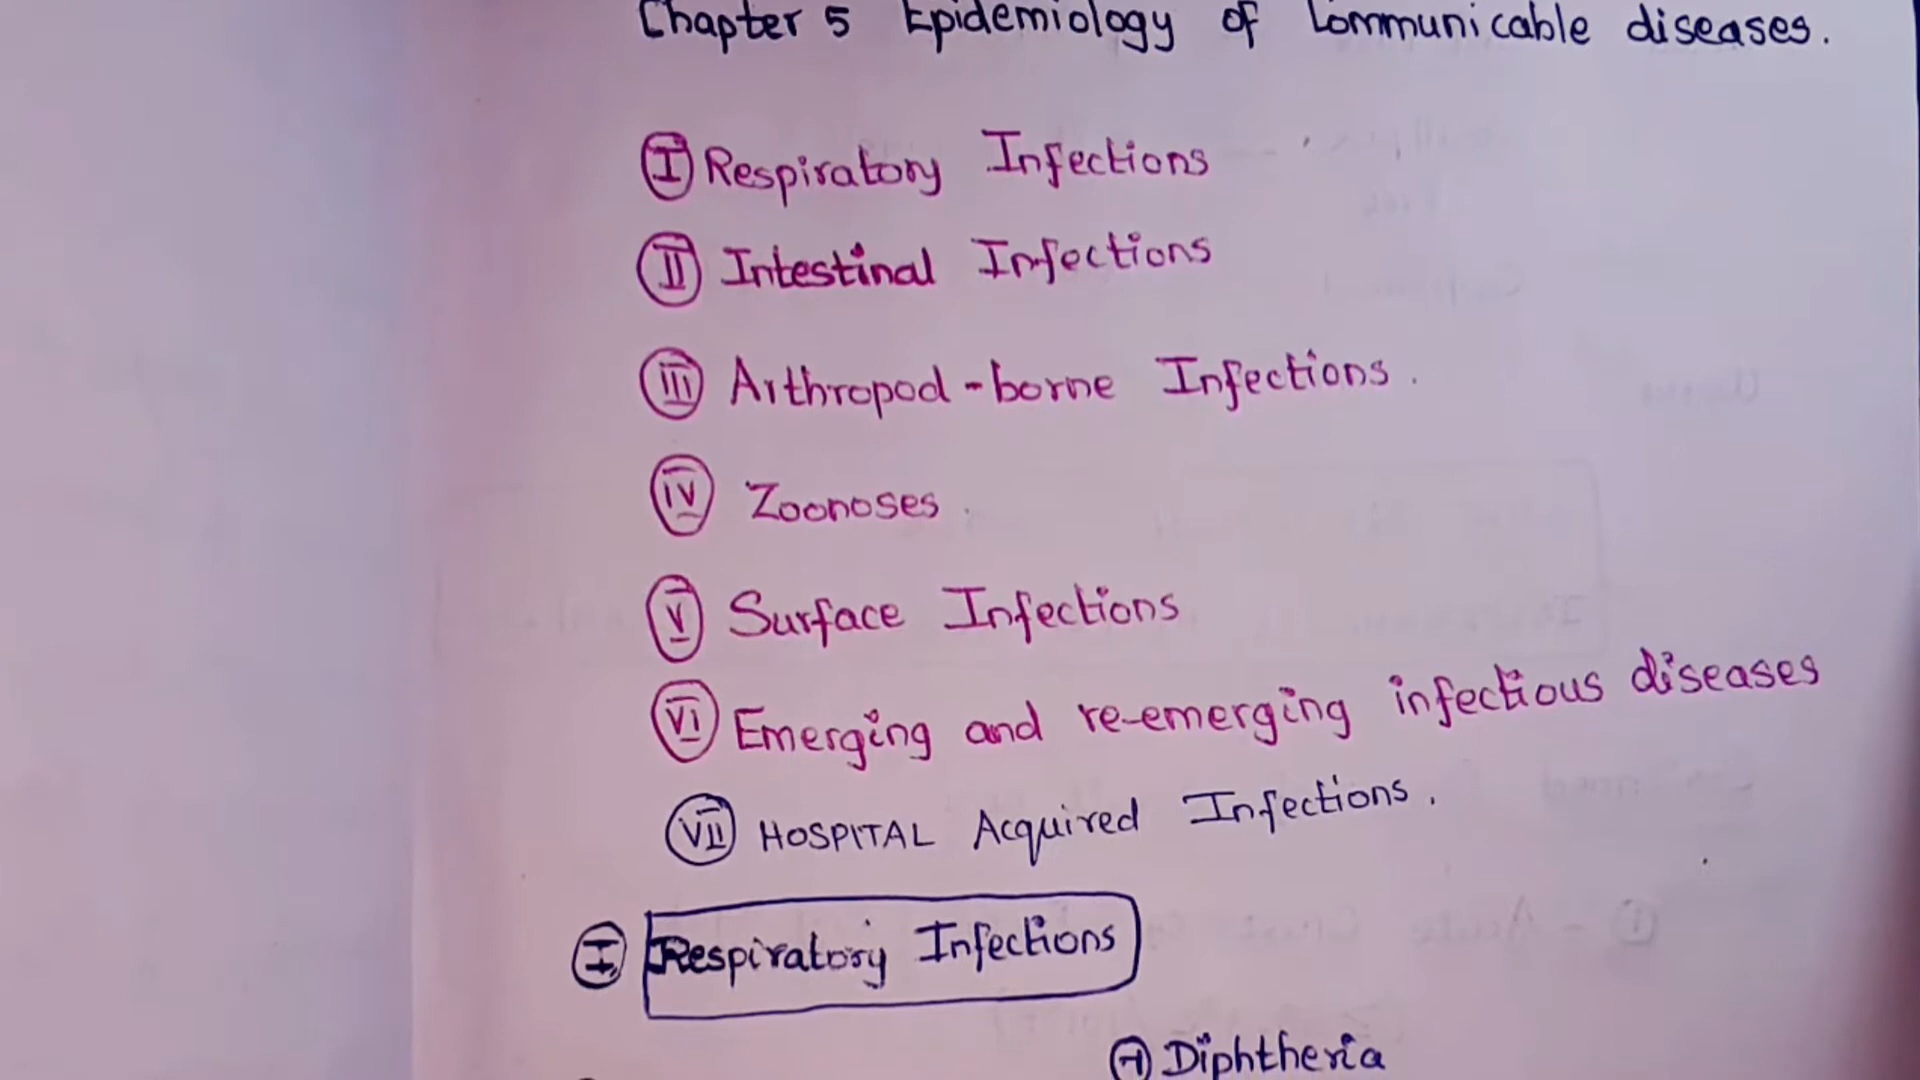 Chapter 5 Epidemiology of Communicable diseases.
I Respiratory Infections
II Intestinal Infections
III Arthropod-borne Infections.
IV Zoonoses.
V Surface Infections
VI Emerging and re-emerging infectious diseases
VII HOSPITAL Acquired Infections.
I Respiratory Infections
7 Diphtheria